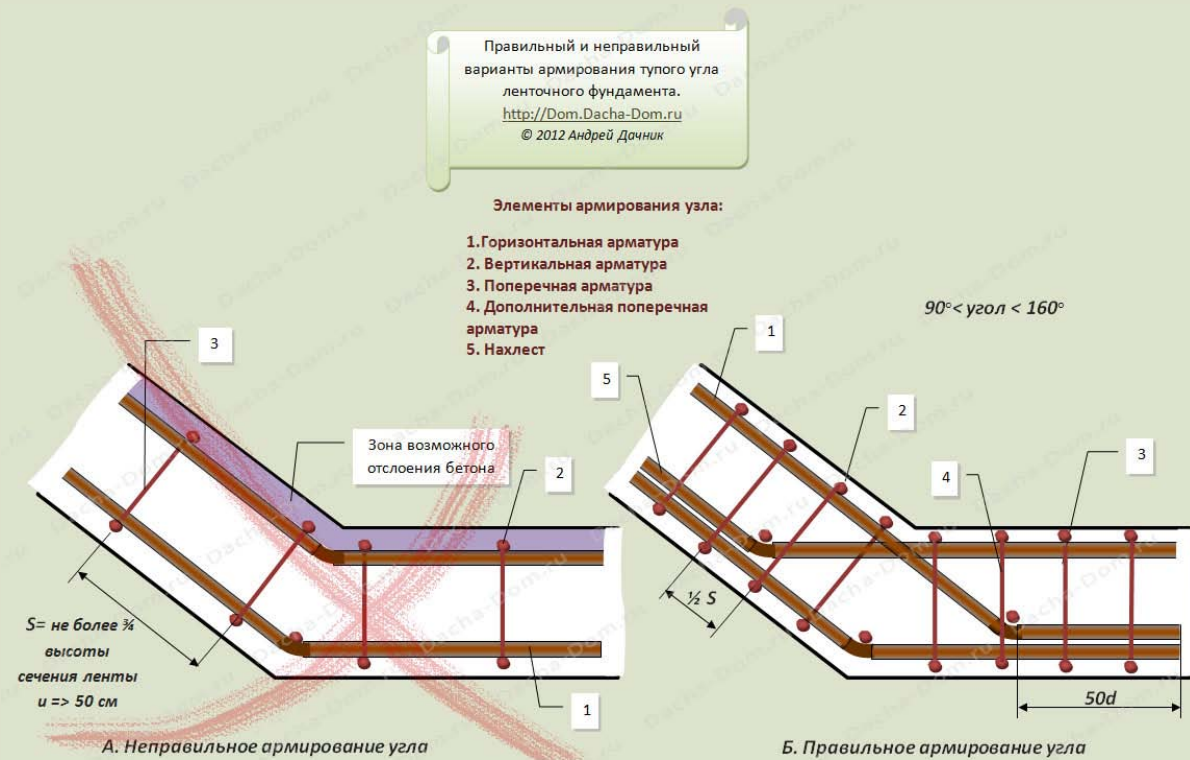 Правильный и неправильный
варианты армирования тупого угла
ленточного фундамента.
http://Dom.Dacha-Dom.ru
© 2012 Андрей Дачник
Элементы армирования узла:
1.Горизонтальная арматура
2. Вертикальная арматура
3. Поперечная арматура
4. Дополнительная поперечная
арматура
5. Нахлест
90°< угол < 160°
3
Зона возможного
отслоения бетона
2
1
S= не более ¾
высоты
сечения ленты
и => 50 см
А. Неправильное армирование угла
1
5
2
4
3
½ S
50d
Б. Правильное армирование угла
Dacha-Dom.ru